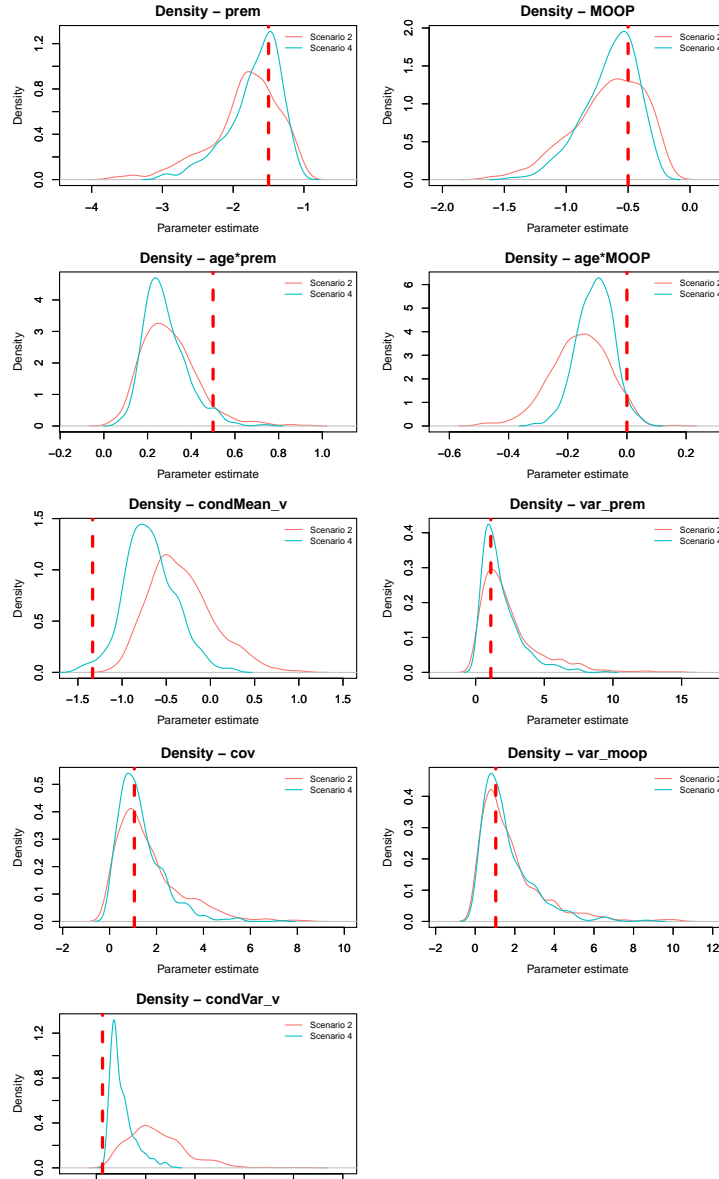 Density − prem
Scenario 2
Scenario 4
Density
0.0 0.4 0.8 1.2
−4 −3 −2 −1
Parameter estimate
Density − MOOP
Scenario 2
Scenario 4
Density
0.0 0.5 1.0 1.5 2.0
−2.0 −1.5 −1.0 −0.5 0.0
Parameter estimate
Density − age*prem
Scenario 2
Scenario 4
Density
0 1 2 3 4
−0.2 0.0 0.2 0.4 0.6 0.8 1.0
Parameter estimate
Density − age*MOOP
Scenario 2
Scenario 4
Density
0 1 2 3 4 5 6
−0.6 −0.4 −0.2 0.0 0.2
Parameter estimate
Density − condMean_v
Scenario 2
Scenario 4
Density
0.0 0.5 1.0 1.5
−1.5 −1.0 −0.5 0.0 0.5 1.0 1.5
Parameter estimate
Density − var_prem
Scenario 2
Scenario 4
Density
0.0 0.1 0.2 0.3 0.4
0 5 10 15
Parameter estimate
Density − cov
Scenario 2
Scenario 4
Density
0.0 0.1 0.2 0.3 0.4 0.5
−2 0 2 4 6 8 10
Parameter estimate
Density − var_moop
Scenario 2
Scenario 4
Density
0.0 0.1 0.2 0.3 0.4
−2 0 2 4 6 8 10 12
Parameter estimate
Density − condVar_v
Scenario 2
Scenario 4
Density
0.0 0.4 0.8 1.2